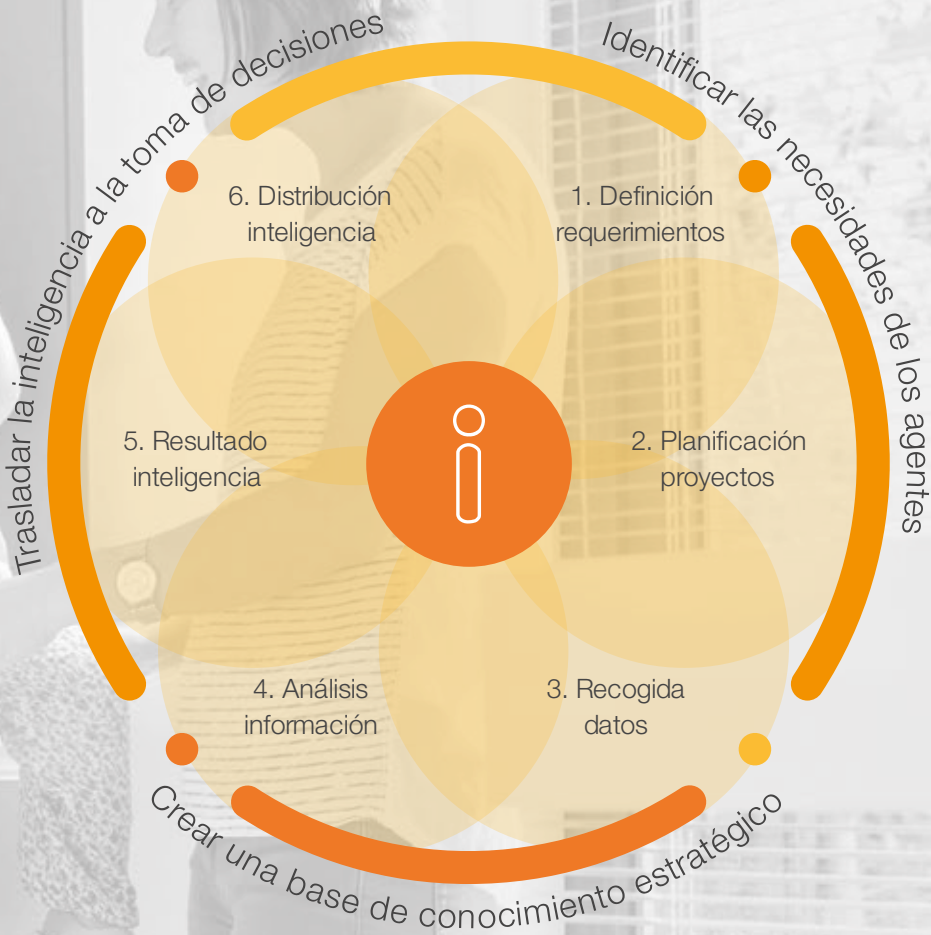 Trasladar la inteligencia a la toma de decisiones
Identificar las necesidades de los agentes
6. Distribución
inteligencia
1. Definición
requerimientos
5. Resultado
inteligencia
i
2. Planificación
proyectos
4. Análisis
información
3. Recogida
datos
Crear una base de conocimiento estratégico